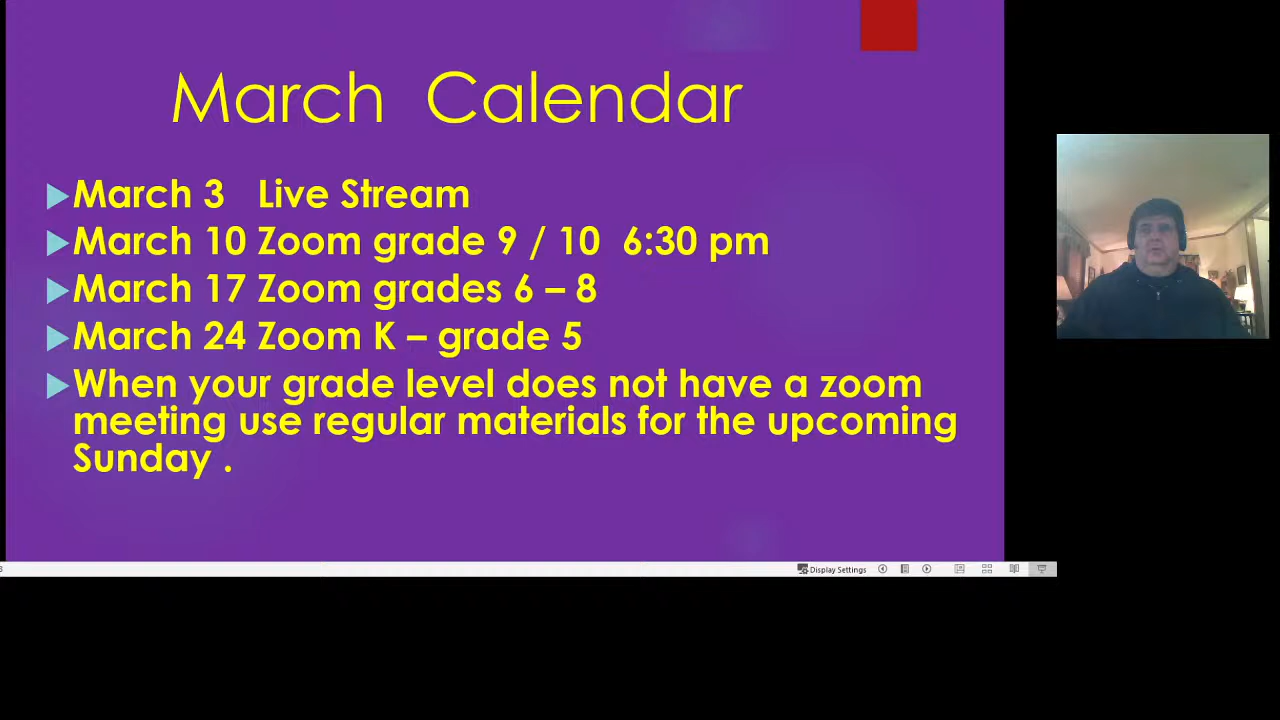 March Calendar
March 3 Live Stream
March 10 Zoom grade 9 / 10 6:30 pm
March 17 Zoom grades 6 – 8
March 24 Zoom K – grade 5
When your grade level does not have a zoom
meeting use regular materials for the upcoming
Sunday .
Display Settings